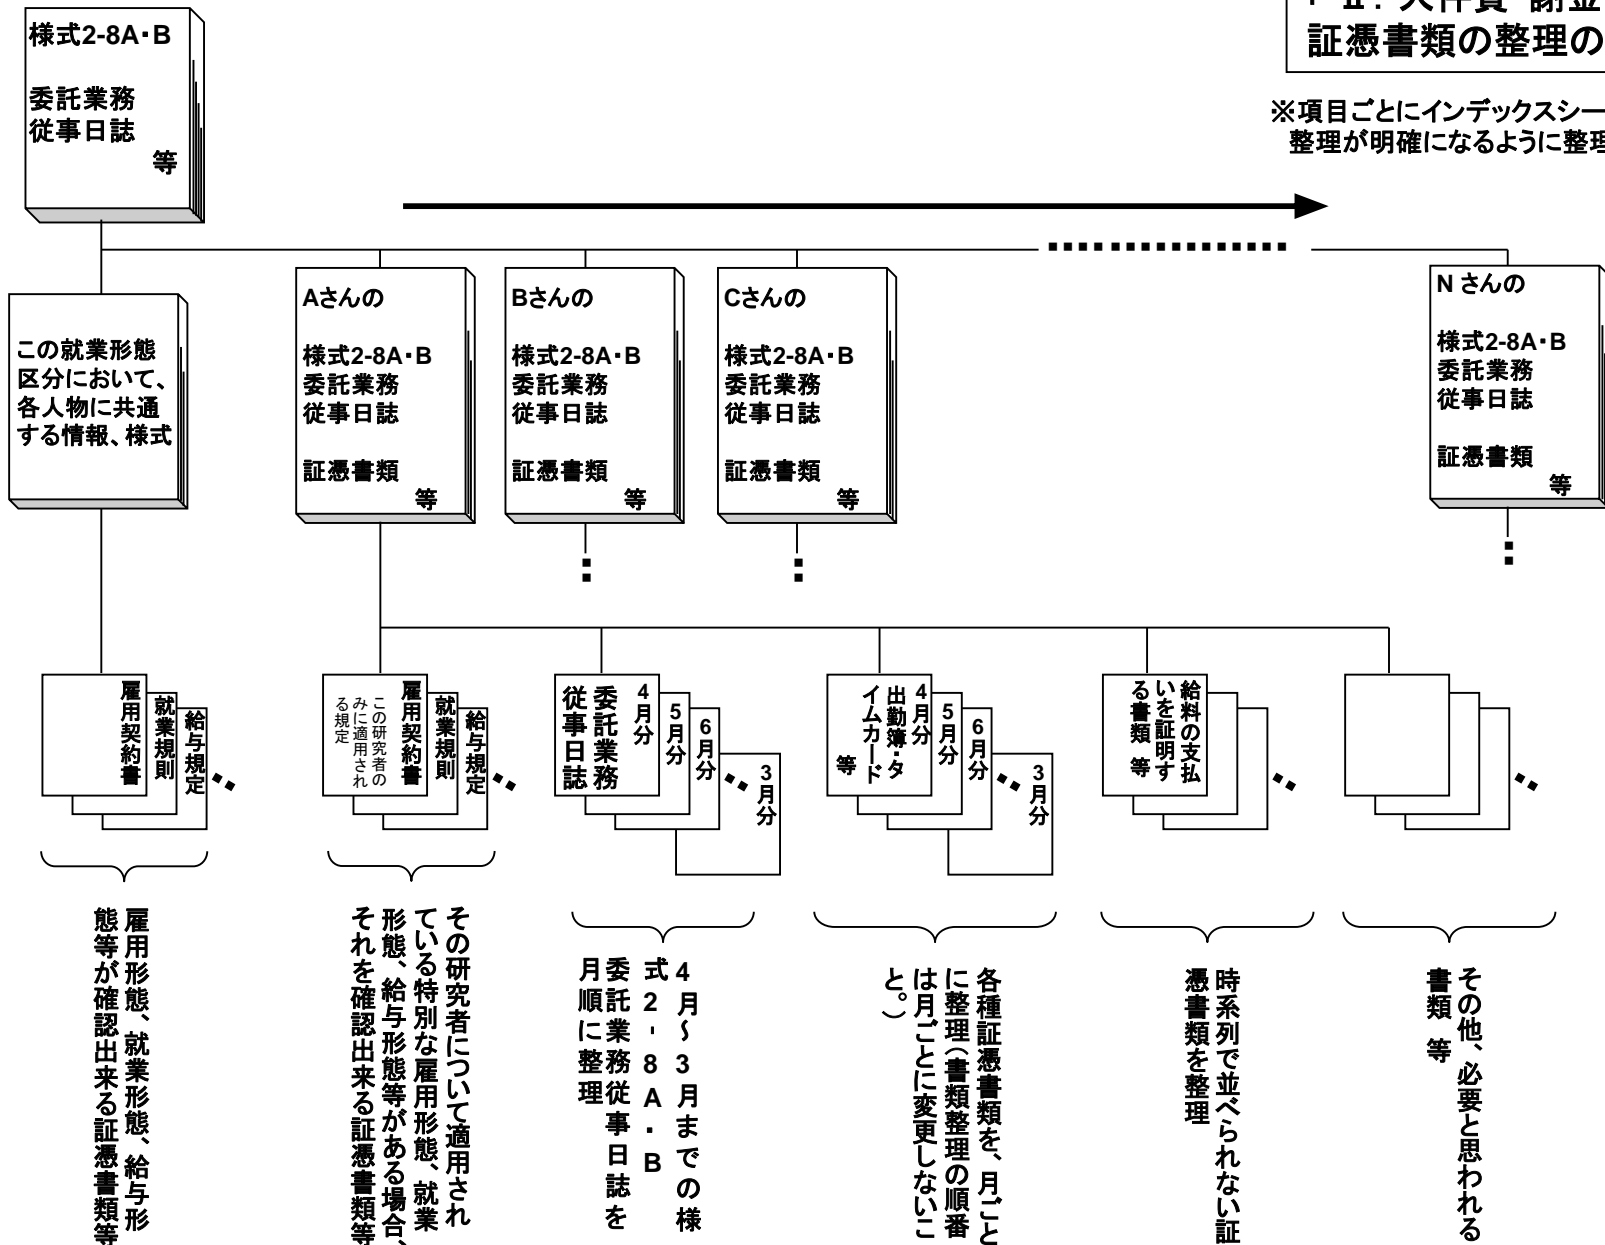 証憑書類の整理の
※項目ごとにインデックスシー
整理が明確になるように整理
様式2-8A・B
委託業務
従事日誌
等
この就業形態
区分において、
各人物に共通
する情報、様式
Aさんの
様式2-8A・B
委託業務
従事日誌
証憑書類
等
Bさんの
様式2-8A・B
委託業務
従事日誌
証憑書類
等
Cさんの
様式2-8A・B
委託業務
従事日誌
証憑書類
等
N さんの
様式2-8A・B
委託業務
従事日誌
証憑書類
等
雇用契約書
就業規則
給与規定
雇用契約書
この研究者の
みに適用され
る規定
就業規則
給与規定
4月分
委託業務
従事日誌
5月分
6月分
3月分
4月分
出勤簿・タ
イムカード
等
5月分
6月分
3月分
給料の支払
いを証明す
る書類 等
雇用形態、就業形態、給与形
態等が確認出来る証憑書類等
その研究者について適用され
ている特別な雇用形態、就業
形態、給与形態等がある場合、
それを確認出来る証憑書類等
4月～3月までの様
式2-8A・B
委託業務従事日誌を
月順に整理
各種証憑書類を、月ごと
に整理（書類整理の順番
は月ごとに変更しないこ
と。）
時系列で並べられない証
憑書類を整理
その他、必要と思われる
書類 等